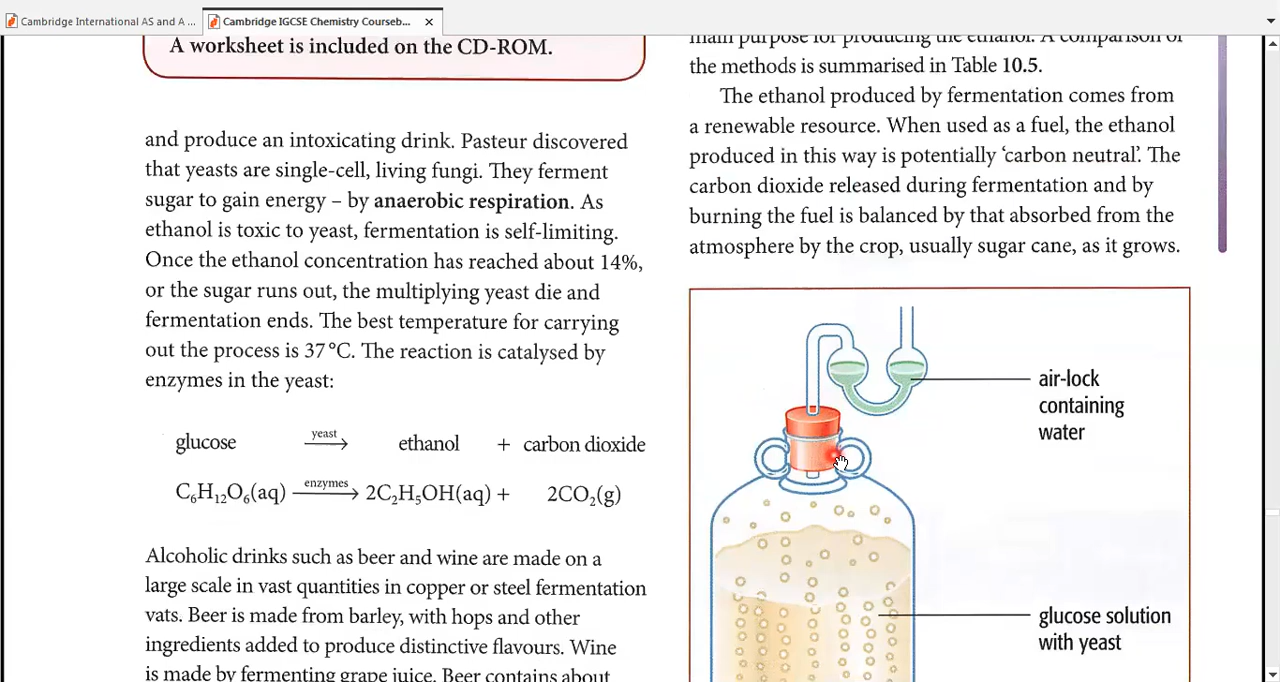 Cambridge International AS and A ...
Cambridge IGCSE Chemistry Courseb...
A worksheet is included on the CD-ROM.
and produce an intoxicating drink. Pasteur discovered
that yeasts are single-cell, living fungi. They ferment
sugar to gain energy – by anaerobic respiration. As
ethanol is toxic to yeast, fermentation is self-limiting.
Once the ethanol concentration has reached about 14%,
or the sugar runs out, the multiplying yeast die and
fermentation ends. The best temperature for carrying
out the process is 37 °C. The reaction is catalysed by
enzymes in the yeast:
glucose yeast ethanol + carbon dioxide
C₆H₁₂O₆(aq) enzymes 2C₂H₅OH(aq) + 2CO₂(g)
Alcoholic drinks such as beer and wine are made on a
large scale in vast quantities in copper or steel fermentation
vats. Beer is made from barley, with hops and other
ingredients added to produce distinctive flavours. Wine
is made by fermenting grape juice. Beer contains about
main purpose for producing the ethanol. A comparison of
the methods is summarised in Table 10.5.
The ethanol produced by fermentation comes from
a renewable resource. When used as a fuel, the ethanol
produced in this way is potentially ‘carbon neutral’. The
carbon dioxide released during fermentation and by
burning the fuel is balanced by that absorbed from the
atmosphere by the crop, usually sugar cane, as it grows.
air-lock
containing
water
glucose solution
with yeast